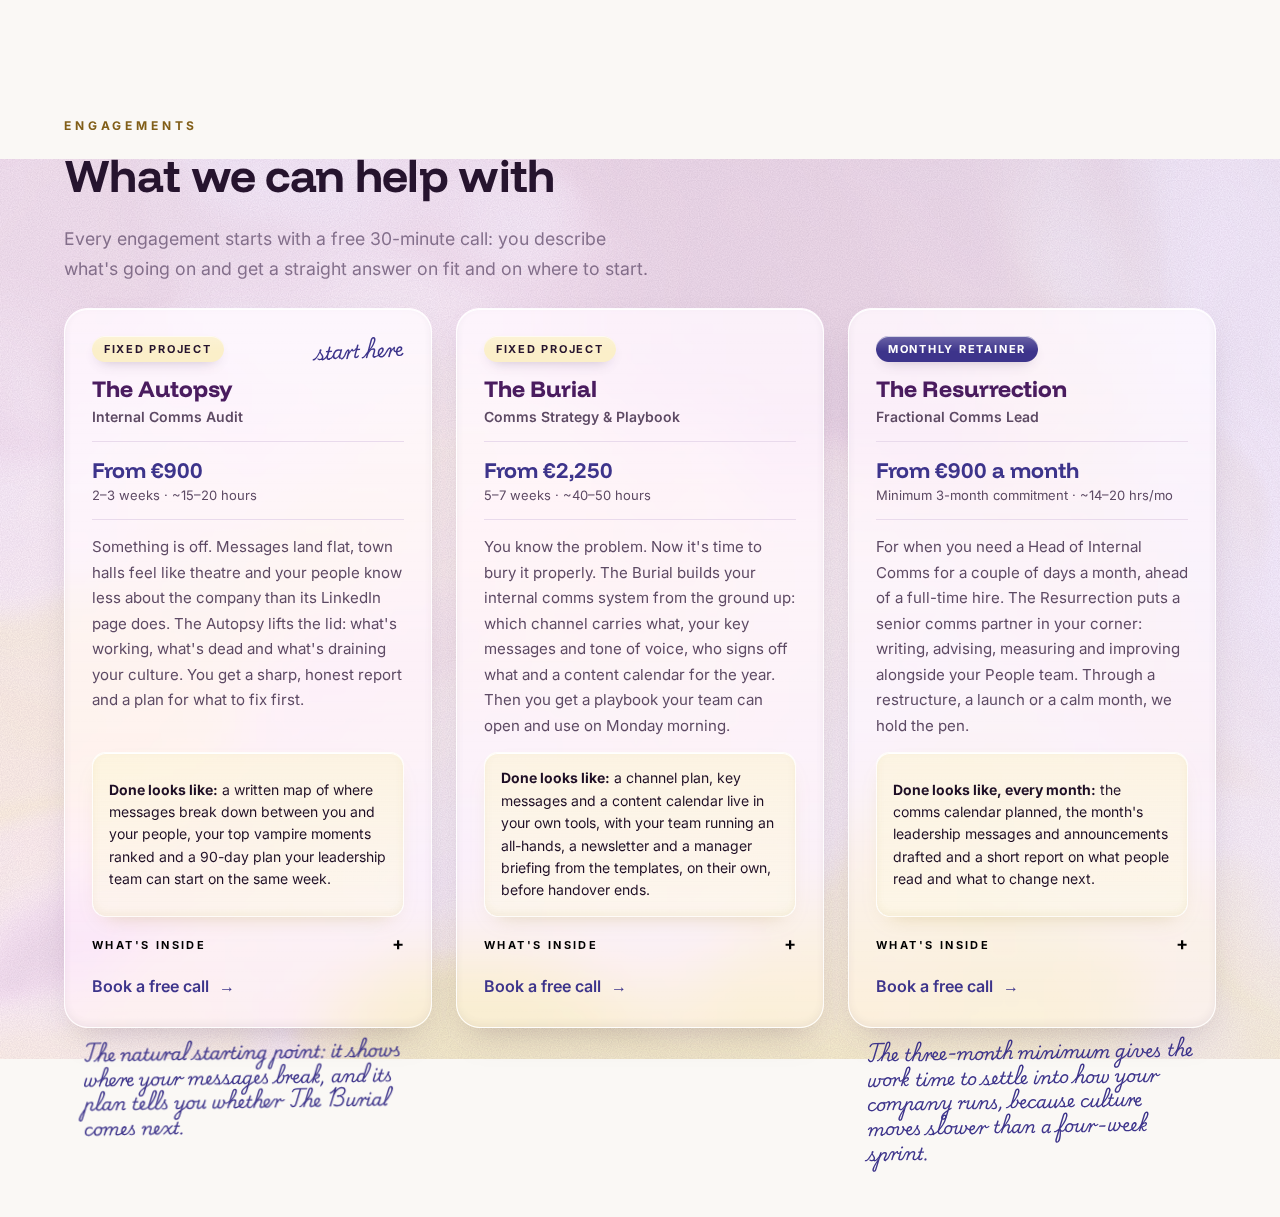 ENGAGEMENTS
What we can help with
Every engagement starts with a free 30-minute call: you describe
what's going on and get a straight answer on fit and on where to start.
FIXED PROJECT
start here
The Autopsy
Internal Comms Audit
From €900
2–3 weeks · ~15–20 hours
Something is off. Messages land flat, town
halls feel like theatre and your people know
less about the company than its LinkedIn
page does. The Autopsy lifts the lid: what's
working, what's dead and what's draining
your culture. You get a sharp, honest report
and a plan for what to fix first.
Done looks like: a written map of where
messages break down between you and
your people, your top vampire moments
ranked and a 90-day plan your leadership
team can start on the same week.
WHAT'S INSIDE +
Book a free call →
The natural starting point: it shows
where your messages break, and its
plan tells you whether The Burial
comes next.
FIXED PROJECT
The Burial
Comms Strategy & Playbook
From €2,250
5–7 weeks · ~40–50 hours
You know the problem. Now it's time to
bury it properly. The Burial builds your
internal comms system from the ground up:
which channel carries what, your key
messages and tone of voice, who signs off
what and a content calendar for the year.
Then you get a playbook your team can
open and use on Monday morning.
Done looks like: a channel plan, key
messages and a content calendar live in
your own tools, with your team running an
all-hands, a newsletter and a manager
briefing from the templates, on their own,
before handover ends.
WHAT'S INSIDE +
Book a free call →
MONTHLY RETAINER
The Resurrection
Fractional Comms Lead
From €900 a month
Minimum 3-month commitment · ~14–20 hrs/mo
For when you need a Head of Internal
Comms for a couple of days a month, ahead
of a full-time hire. The Resurrection puts a
senior comms partner in your corner:
writing, advising, measuring and improving
alongside your People team. Through a
restructure, a launch or a calm month, we
hold the pen.
Done looks like, every month: the
comms calendar planned, the month's
leadership messages and announcements
drafted and a short report on what people
read and what to change next.
WHAT'S INSIDE +
Book a free call →
The three-month minimum gives the
work time to settle into how your
company runs, because culture
moves slower than a four-week
sprint.